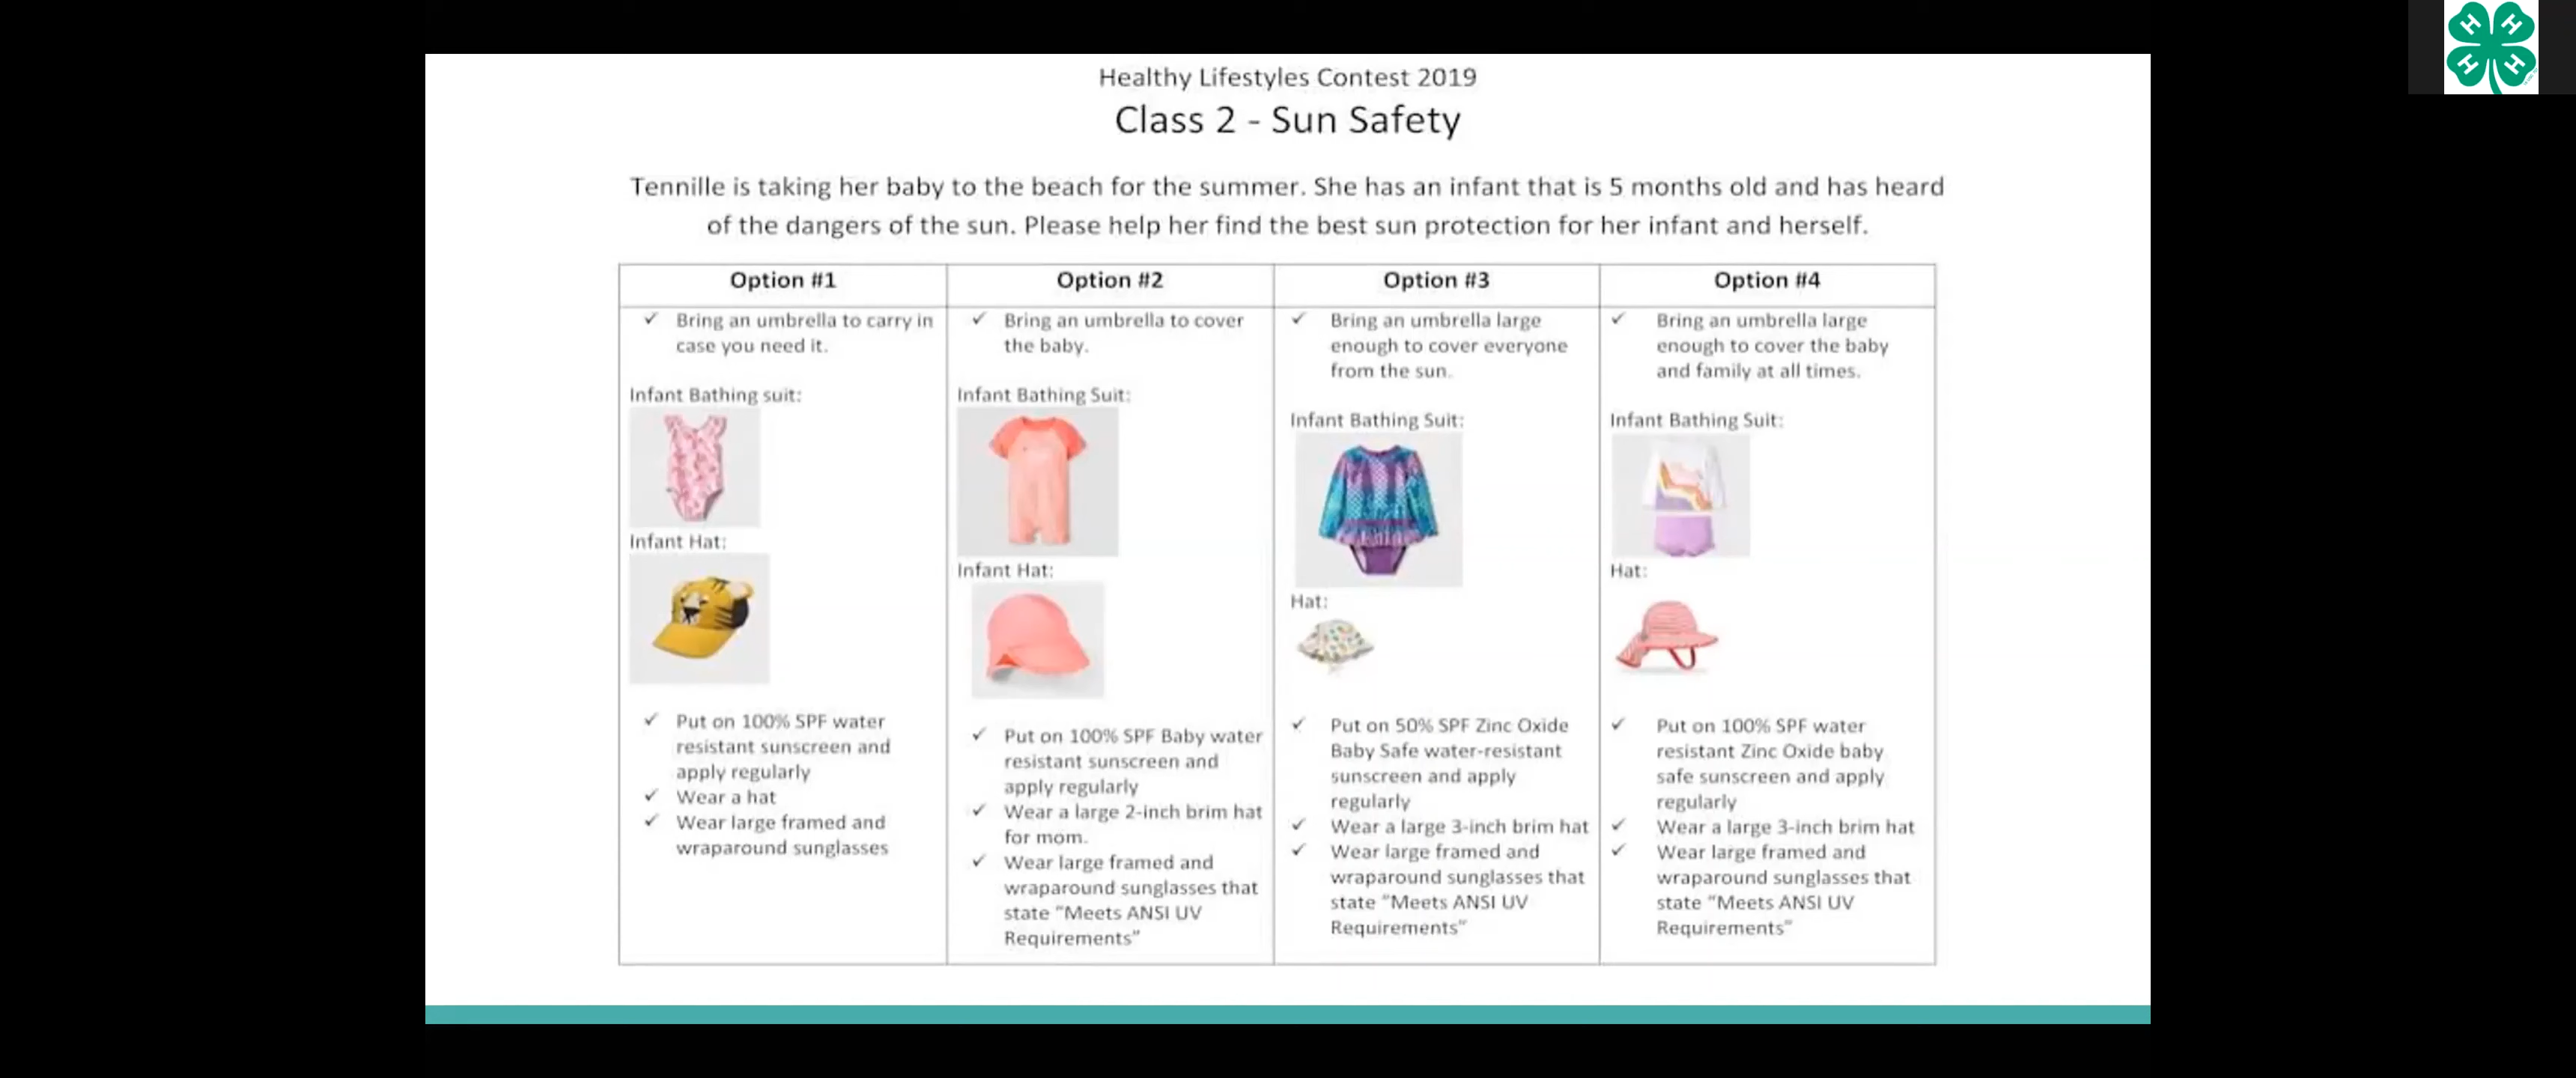 Healthy Lifestyles Contest 2019
Class 2 - Sun Safety
Tennille is taking her baby to the beach for the summer. She has an infant that is 5 months old and has heard
of the dangers of the sun. Please help her find the best sun protection for her infant and herself.
Option #1
✓ Bring an umbrella to carry in
case you need it.
Infant Bathing suit:
Infant Hat:
✓ Put on 100% SPF water
resistant sunscreen and
apply regularly
✓ Wear a hat
✓ Wear large framed and
wraparound sunglasses
Option #2
✓ Bring an umbrella to cover
the baby.
Infant Bathing Suit:
Infant Hat:
✓ Put on 100% SPF Baby water
resistant sunscreen and
apply regularly
✓ Wear a large 2-inch brim hat
for mom.
✓ Wear large framed and
wraparound sunglasses that
state "Meets ANSI UV
Requirements"
Option #3
✓ Bring an umbrella large
enough to cover everyone
from the sun.
Infant Bathing Suit:
Hat:
✓ Put on 50% SPF Zinc Oxide
Baby Safe water-resistant
sunscreen and apply
regularly
✓ Wear a large 3-inch brim hat
✓ Wear large framed and
wraparound sunglasses that
state "Meets ANSI UV
Requirements"
Option #4
✓ Bring an umbrella large
enough to cover the baby
and family at all times.
Infant Bathing Suit:
Hat:
✓ Put on 100% SPF water
resistant Zinc Oxide baby
safe sunscreen and apply
regularly
✓ Wear a large 3-inch brim hat
✓ Wear large framed and
wraparound sunglasses that
state "Meets ANSI UV
Requirements"
H H
H H